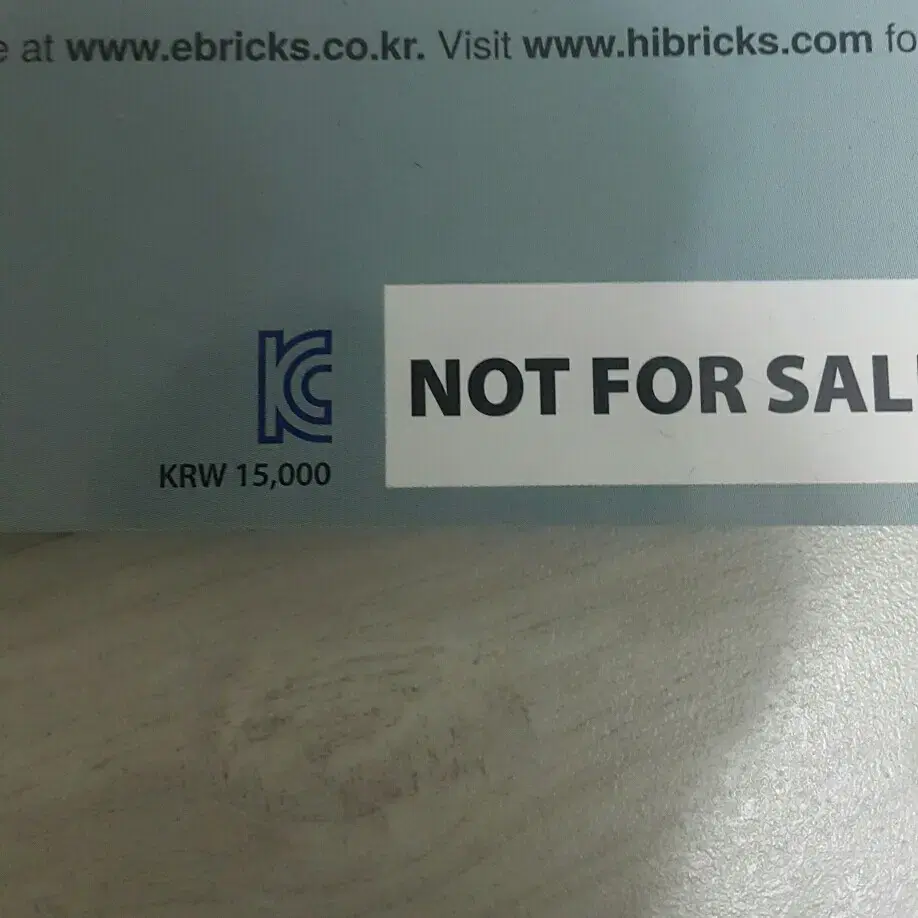 e at www.ebricks.co.kr. Visit www.hibricks.com fo
KC
NOT FOR SAL
KRW 15,000